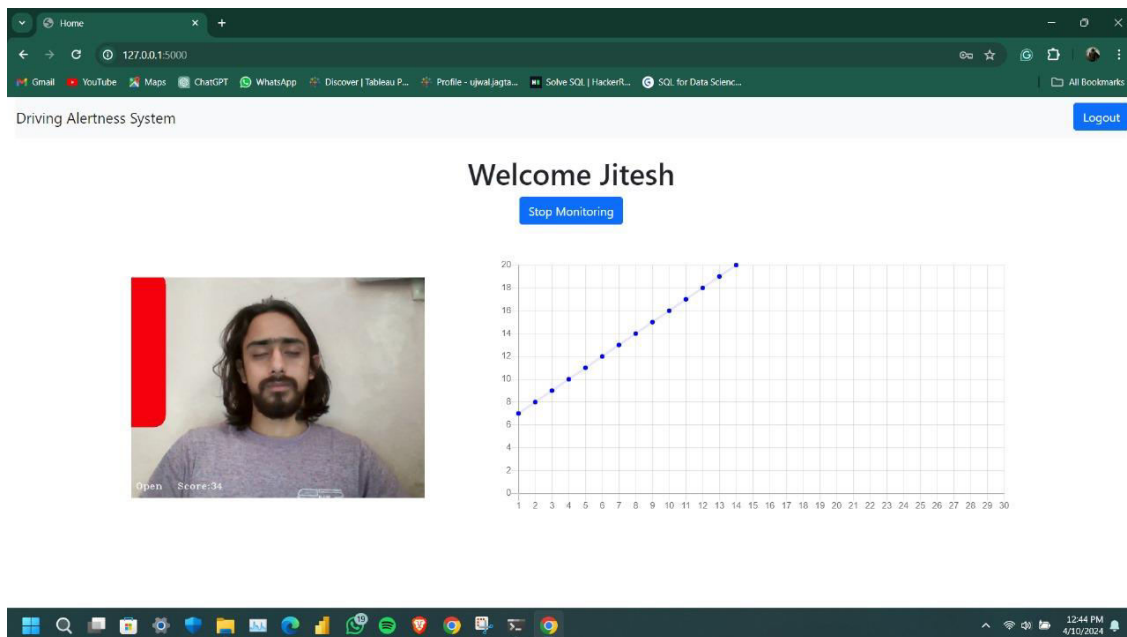 Home
127.0.0.1:5000
Gmail YouTube Maps ChatGPT WhatsApp Discover | Tableau P... Profile - ujwal.jagta... Solve SQL | HackerR... SQL for Data Scienc... All Bookmarks
Driving Alertness System Logout
Welcome Jitesh
Stop Monitoring
20
18
16
14
12
10
8
6
4
2
0
1 2 3 4 5 6 7 8 9 10 11 12 13 14 15 16 17 18 19 20 21 22 23 24 25 26 27 28 29 30
Open Score:34
19
12:44 PM
4/10/2024